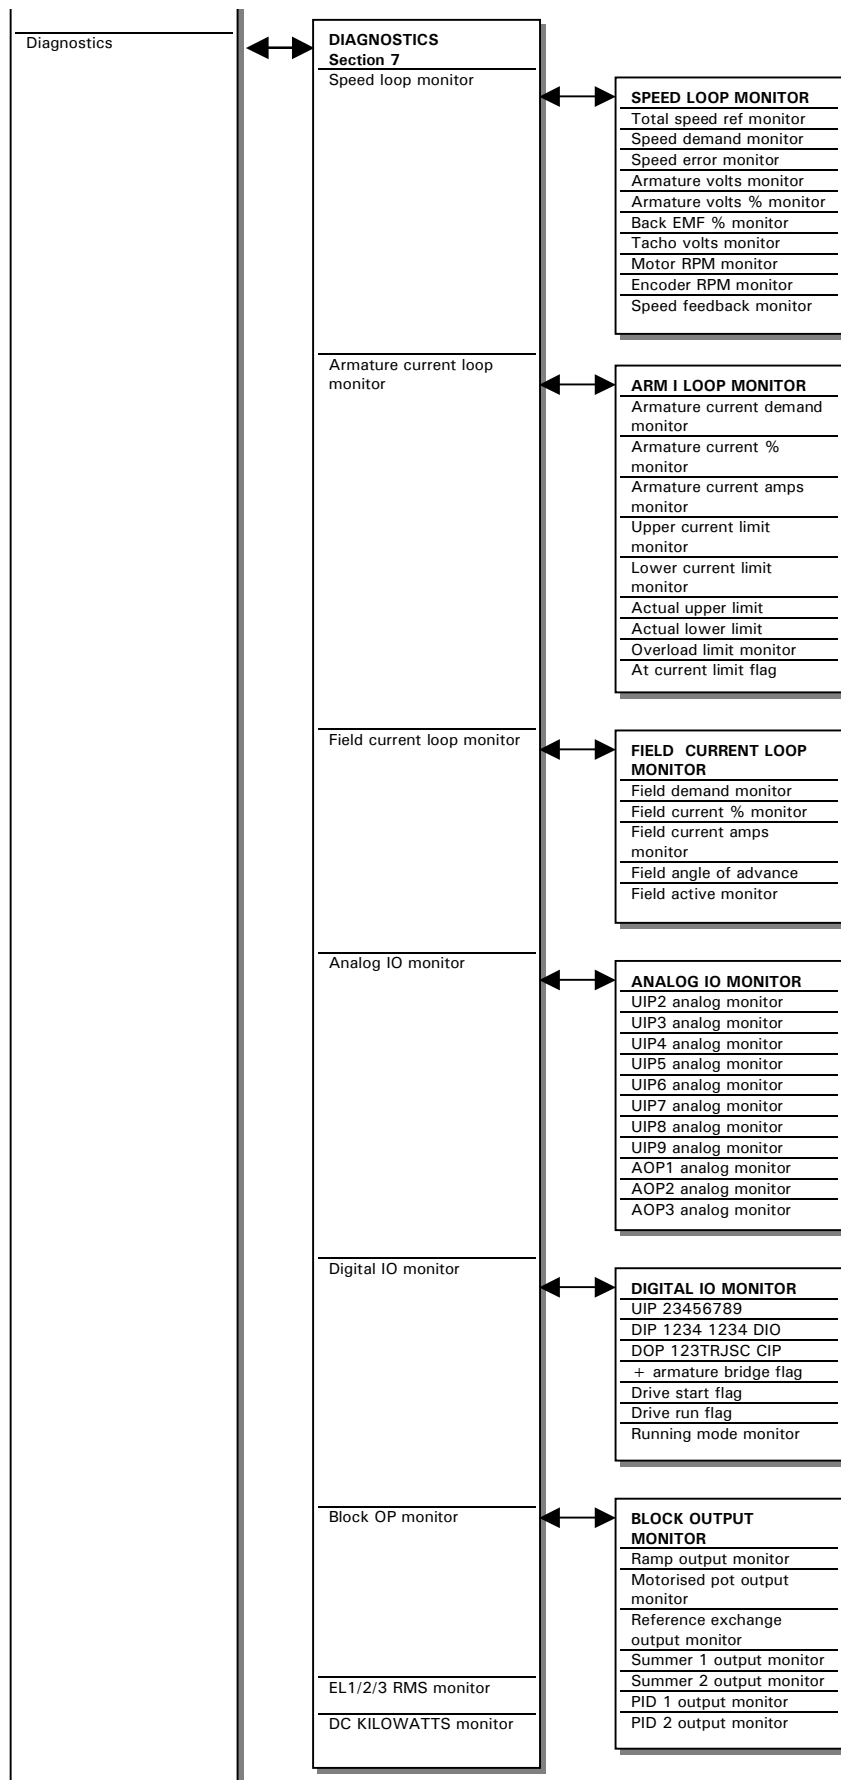 Diagnostics
DIAGNOSTICS
Section 7
Speed loop monitor
SPEED LOOP MONITOR
Total speed ref monitor
Speed demand monitor
Speed error monitor
Armature volts monitor
Armature volts % monitor
Back EMF % monitor
Tacho volts monitor
Motor RPM monitor
Encoder RPM monitor
Speed feedback monitor
Armature current loop
monitor
ARM I LOOP MONITOR
Armature current demand
monitor
Armature current %
monitor
Armature current amps
monitor
Upper current limit
monitor
Lower current limit
monitor
Actual upper limit
Actual lower limit
Overload limit monitor
At current limit flag
Field current loop monitor
FIELD CURRENT LOOP
MONITOR
Field demand monitor
Field current % monitor
Field current amps
monitor
Field angle of advance
Field active monitor
Analog IO monitor
ANALOG IO MONITOR
UIP2 analog monitor
UIP3 analog monitor
UIP4 analog monitor
UIP5 analog monitor
UIP6 analog monitor
UIP7 analog monitor
UIP8 analog monitor
UIP9 analog monitor
AOP1 analog monitor
AOP2 analog monitor
AOP3 analog monitor
Digital IO monitor
DIGITAL IO MONITOR
UIP 23456789
DIP 1234 1234 DIO
DOP 123TRJSC CIP
+ armature bridge flag
Drive start flag
Drive run flag
Running mode monitor
Block OP monitor
BLOCK OUTPUT
MONITOR
Ramp output monitor
Motorised pot output
monitor
Reference exchange
output monitor
Summer 1 output monitor
Summer 2 output monitor
PID 1 output monitor
PID 2 output monitor
EL1/2/3 RMS monitor
DC KILOWATTS monitor